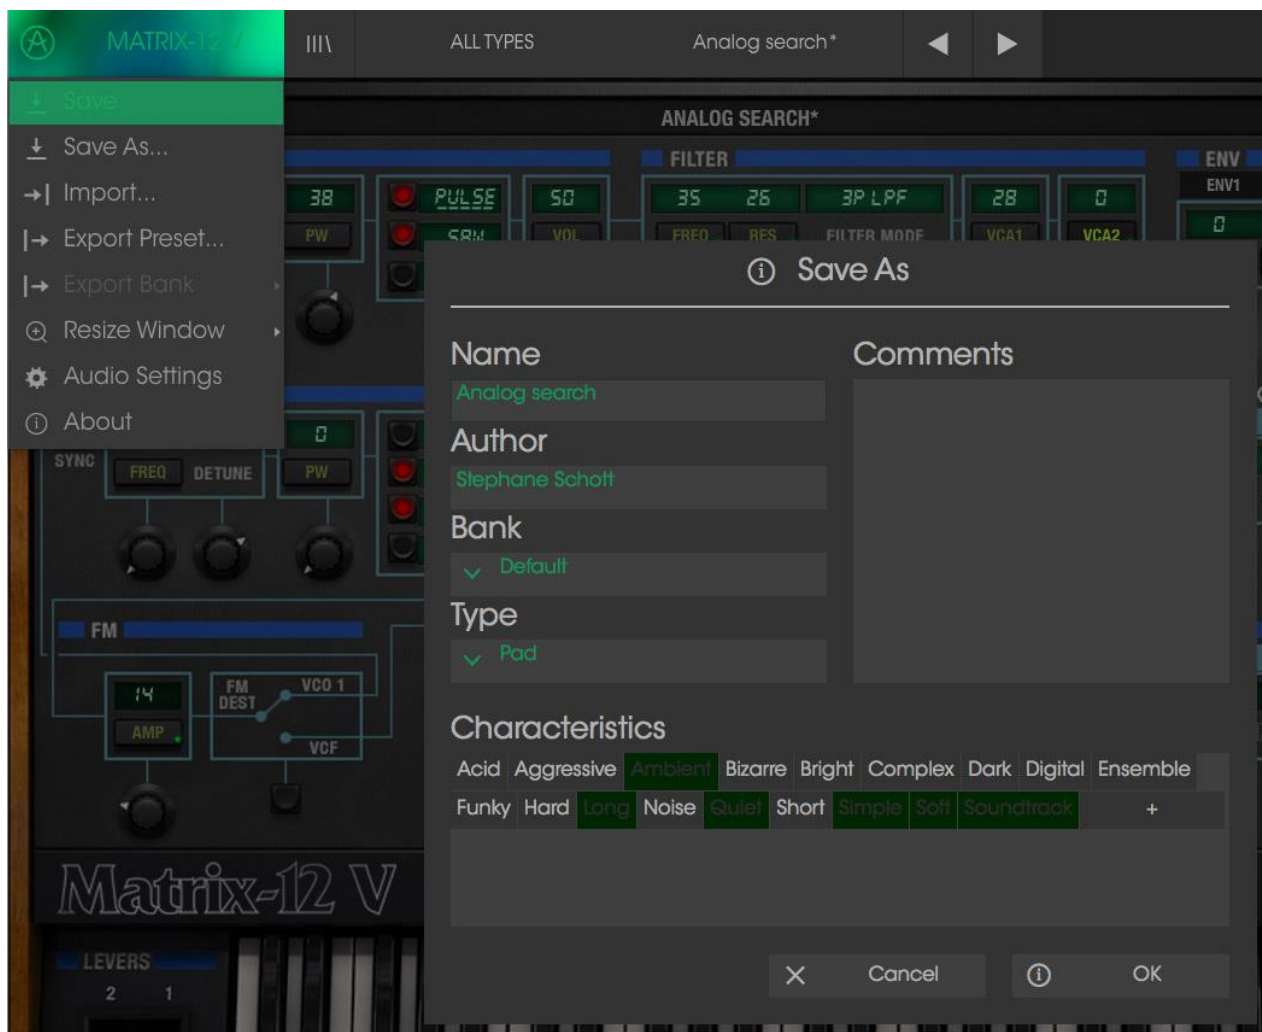 MATRIX-12 V
ALL TYPES
Analog search*
Save
Save As...
Import...
Export Preset...
Export Bank
Resize Window
Audio Settings
About
ANALOG SEARCH*
FILTER
ENV
ENV1
38
PULSE
50
35
26
3P LPF
28
0
0
PW
SAW
VOL
FREQ
RES
FILTER MODE
VCA1
VCA2
Save As
Name
Analog search
Author
Stephane Schott
Bank
Default
Type
Pad
Comments
Characteristics
Acid Aggressive Ambient Bizarre Bright Complex Dark Digital Ensemble
Funky Hard Long Noise Quiet Short Simple Soft Soundtrack +
Cancel
OK
0
SYNC
FREQ
DETUNE
PW
FM
14
AMP
FM DEST
VCO 1
VCF
Matrix-12 V
LEVERS
2 1